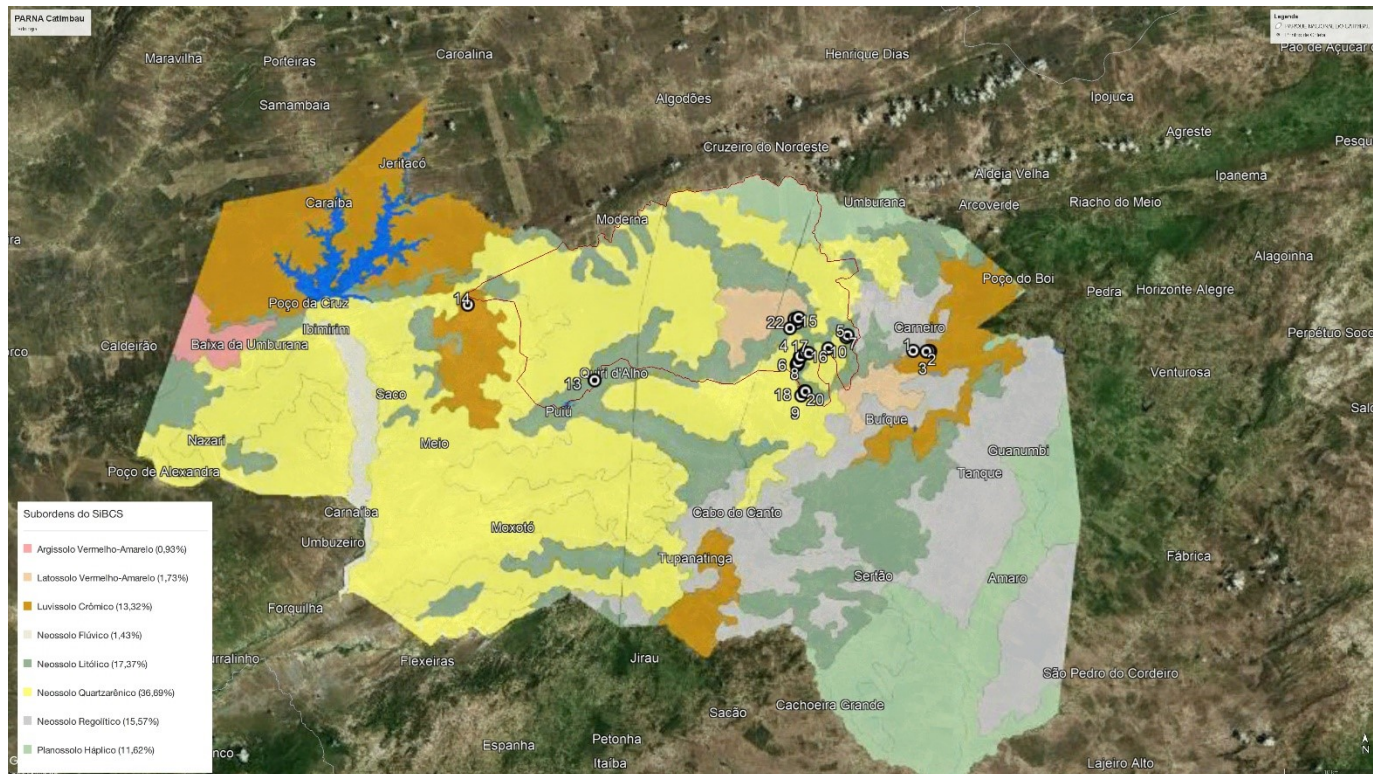 PARNA Catimbau
Legenda
Maravilha
Porteiras
Caroalina
Henrique Dias
Pão de Açúcar
Samambaia
Algodões
Ipojuca
Cruzeiro do Nordeste
Agreste
Jeritacó
Aldeia Velha
Ipanema
Caraíba
Moderna
Umburana
Arcoverde
Riacho do Meio
Alagoinha
Poço do Boi
Pedra
Horizonte Alegre
Poço da Cruz
14
22
15
Ibimirim
5
7
Carneiro
Caldeirão
Baixa da Umburana
4
17
16
10
1
2
3
6
8
13
Quiri d'Alho
Venturosa
Saco
18
20
9
Puiú
Buíque
Nazari
Meio
Guanumbi
Poço de Alexandra
Tanque
Carnaíba
Moxotó
Cabo do Canto
Umbuzeiro
Tupanatinga
Fábrica
Serfão
Amaro
Forquilha
Flexeiras
Jirau
São Pedro do Cordeiro
Sacão
Cachoeira Grande
Espanha
Petonha
Itaíba
Lajeiro Alto
N
Subordens do SiBCS
Argissolo Vermelho-Amarelo (0,93%)
Latossolo Vermelho-Amarelo (1,73%)
Luvissolo Crômico (13,32%)
Neossolo Flúvico (1,43%)
Neossolo Litólico (17,37%)
Neossolo Quartzarênico (36,69%)
Neossolo Regolítico (15,57%)
Planossolo Háplico (11,62%)